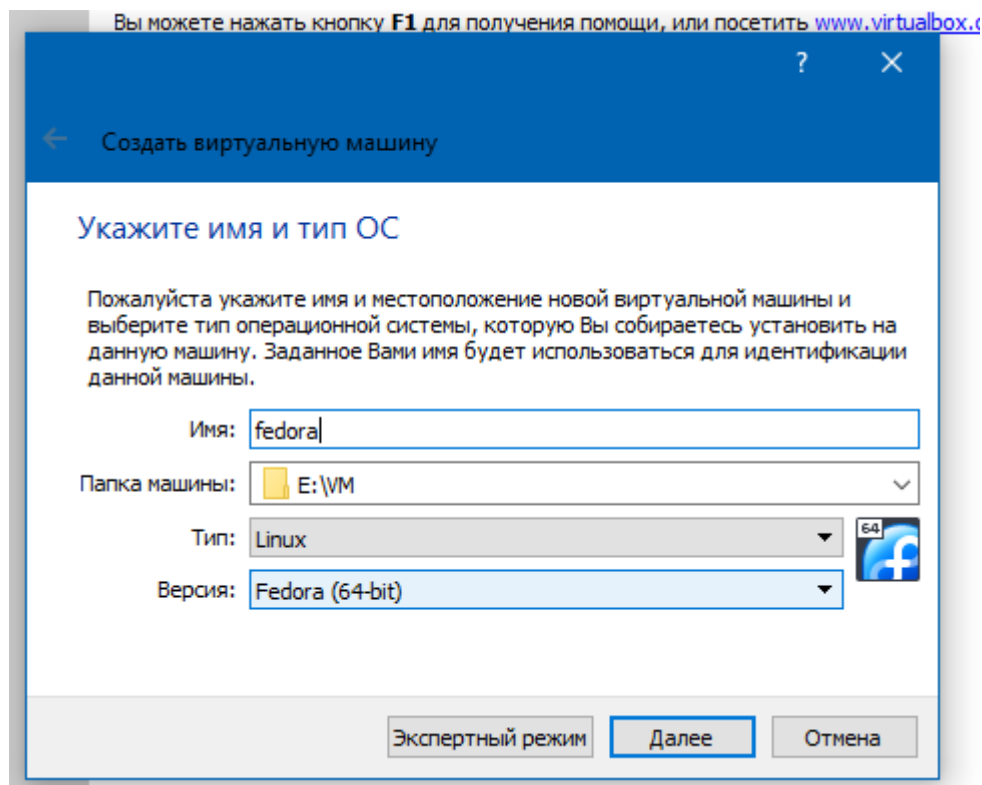 Вы можете нажать кнопку F1 для получения помощи, или посетить www.virtualbox.
?
Создать виртуальную машину
Укажите имя и тип ОС
Пожалуйста укажите имя и местоположение новой виртуальной машины и
выберите тип операционной системы, которую Вы собираетесь установить на
данную машину. Заданное Вами имя будет использоваться для идентификации
данной машины.
Имя: fedora
Папка машины: E:\VM
Тип: Linux
64
Версия: Fedora (64-bit)
Экспертный режим Далее Отмена